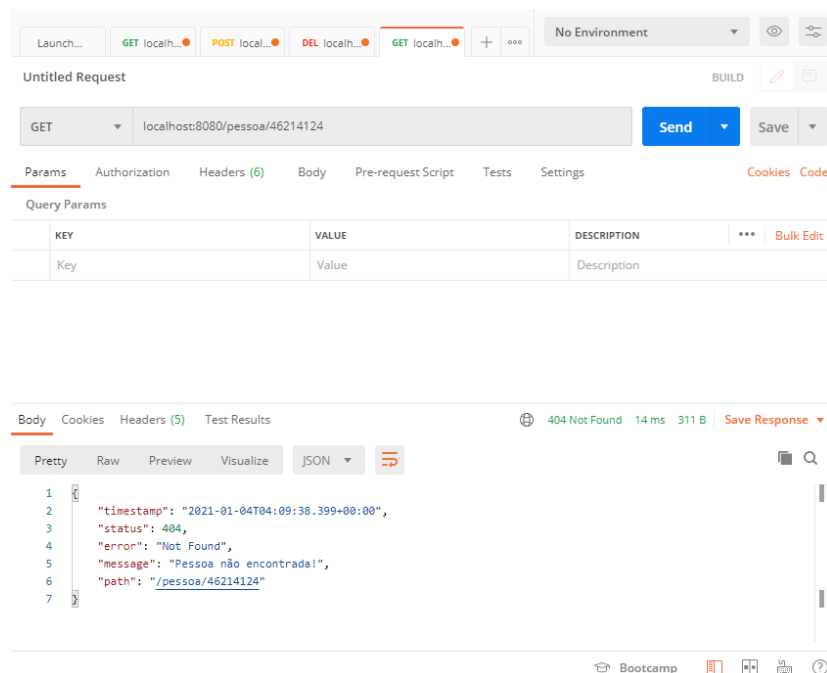 Launch... GET localh... POST local... DEL localh... GET localh... No Environment
Untitled Request BUILD
GET localhost:8080/pessoa/46214124 Send Save
Params Authorization Headers (6) Body Pre-request Script Tests Settings Cookies Code
Query Params
KEY VALUE DESCRIPTION Bulk Edit
Key Value Description
Body Cookies Headers (5) Test Results 404 Not Found 14 ms 311 B Save Response
Pretty Raw Preview Visualize JSON
1 {
2 "timestamp": "2021-01-04T04:09:38.399+00:00",
3 "status": 404,
4 "error": "Not Found",
5 "message": "Pessoa não encontrada!",
6 "path": "/pessoa/46214124"
7 }
Bootcamp